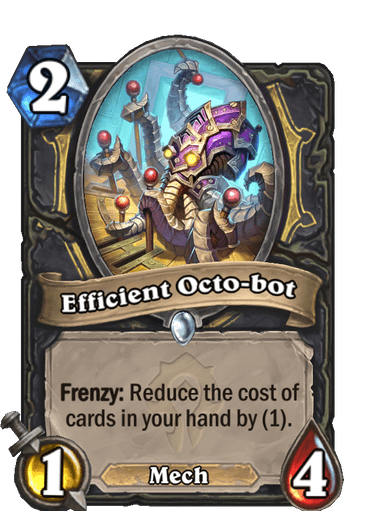 2
Efficient Octo-bot
Frenzy: Reduce the cost of
cards in your hand by (1).
1
Mech
4